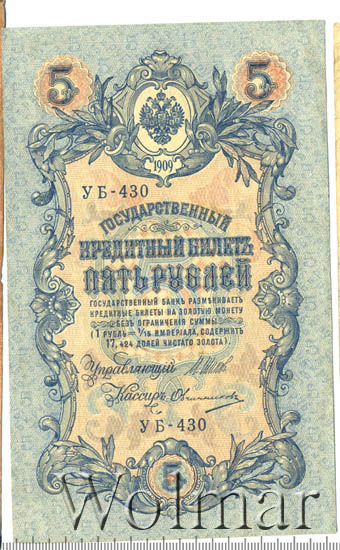 5 5
1909
УБ-430
ГОСУДАРСТВЕННЫЙ
КРЕДИТНЫЙ БИЛЕТЪ
ПЯТЬ РУБЛЕЙ
ГОСУДАРСТВЕННЫЙ БАНКЪ РАЗМѢНИВАЕТЪ
КРЕДИТНЫЕ БИЛЕТЫ НА ЗОЛОТУЮ МОНЕТУ
БЕЗЪ ОГРАНИЧЕНІЯ СУММЫ
(1 РУБЛЬ = 1/15 ИМПЕРІАЛА, СОДЕРЖИТЪ
17,424 ДОЛЕЙ ЧИСТАГО ЗОЛОТА).
Управляющій
Кассиръ Овчинниковъ
УБ-430
5
Wolmar